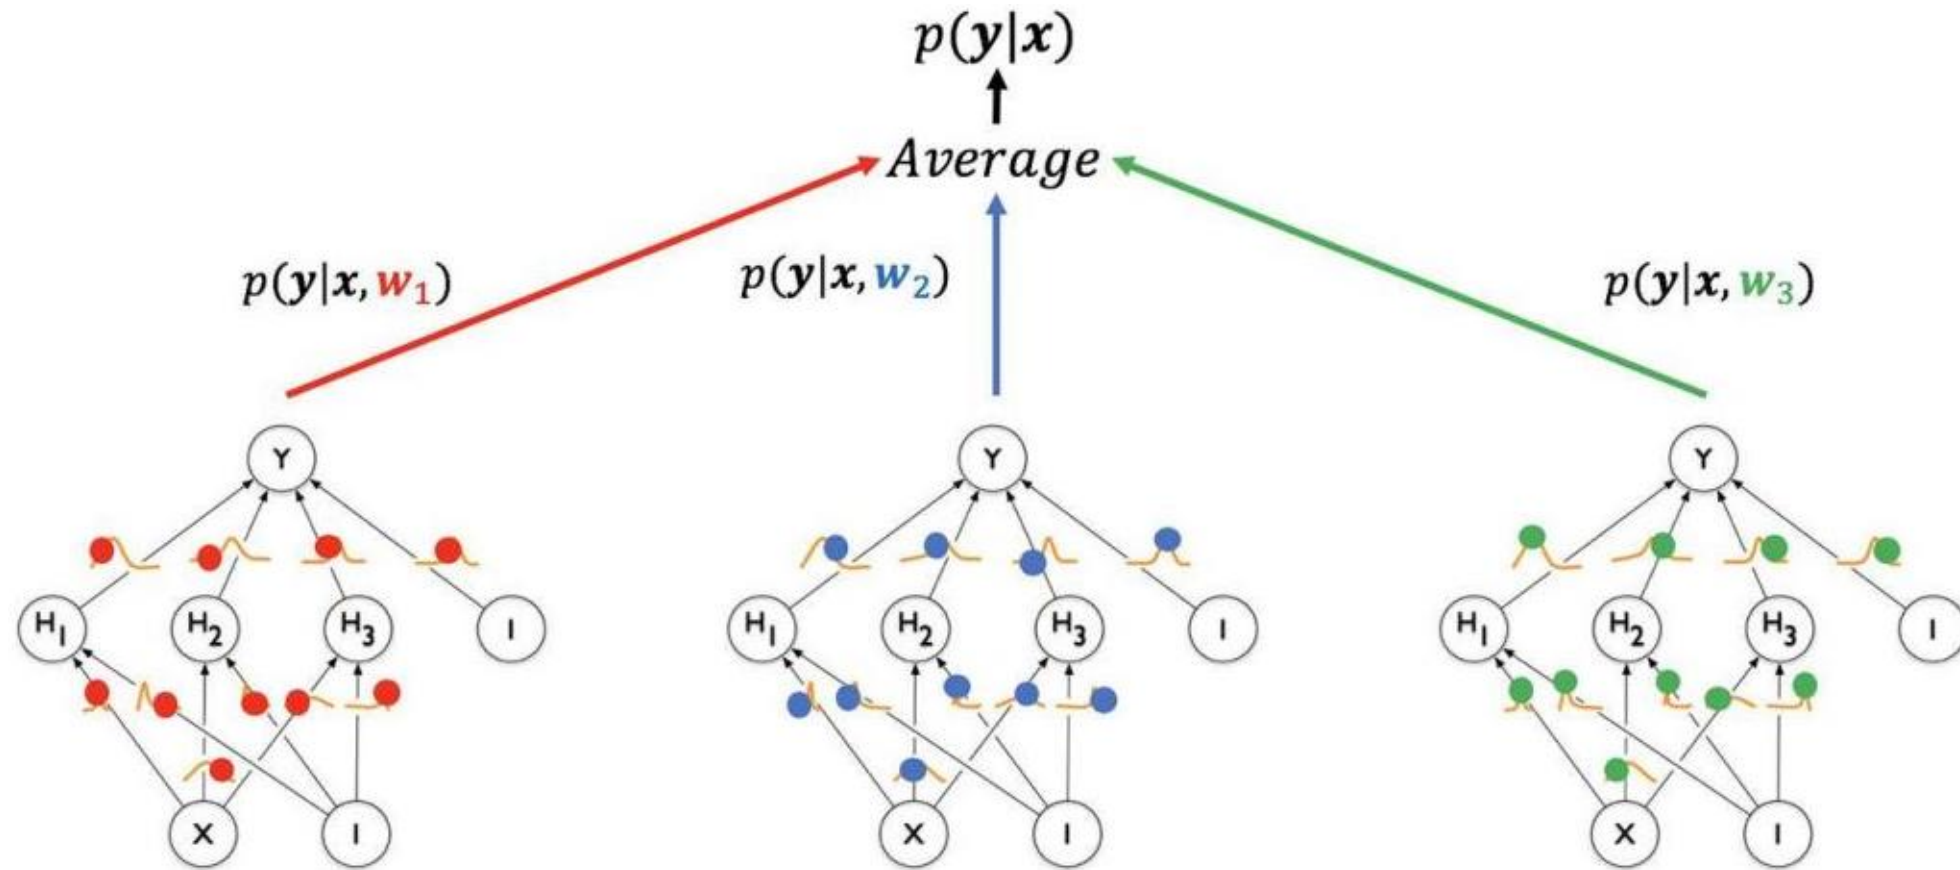 p(y|x)
Average
p(y|x, w₁) p(y|x, w₂) p(y|x, w₃)
Y Y Y
H₁ H₂ H₃ I H₁ H₂ H₃ I H₁ H₂ H₃ I
X I X I X I